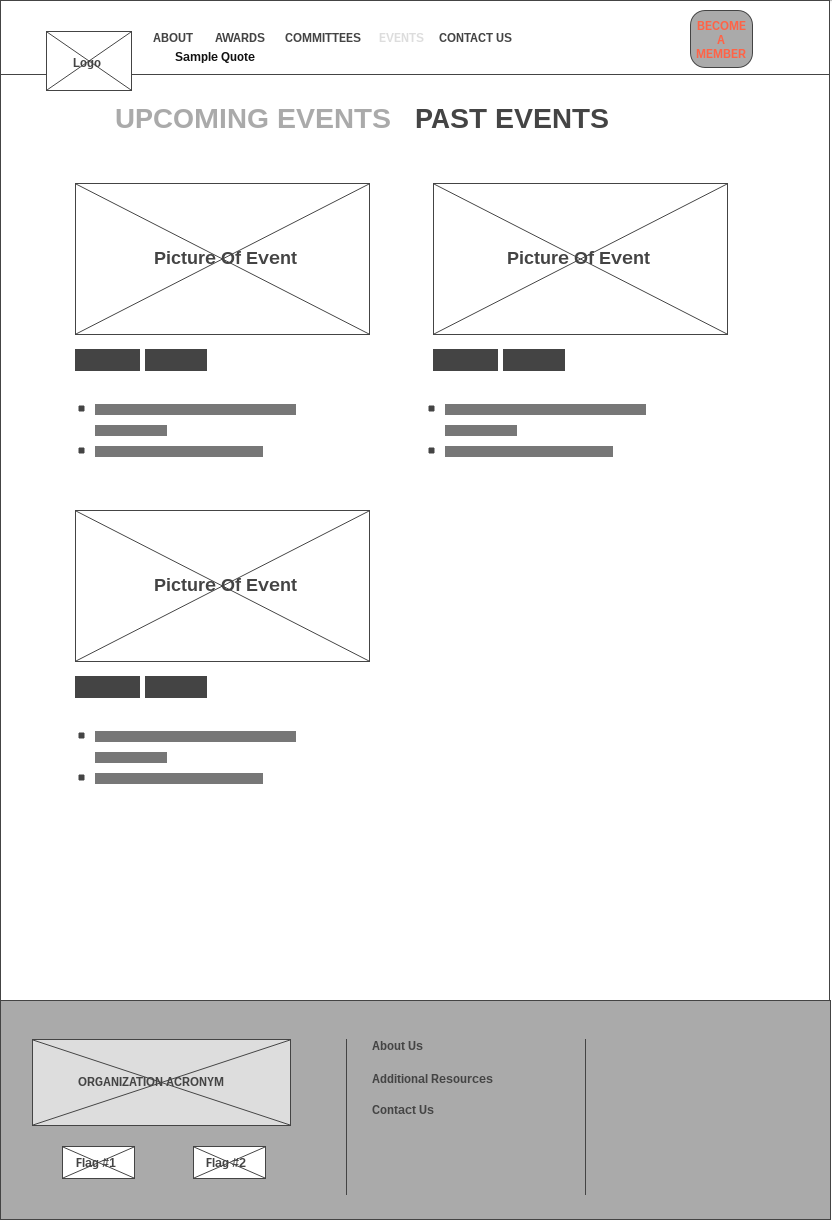 ABOUT AWARDS COMMITTEES EVENTS CONTACT US
Sample Quote
Logo
BECOME
A
MEMBER
UPCOMING EVENTS PAST EVENTS
Picture Of Event Picture Of Event
Picture Of Event
ORGANIZATION ACRONYM
Flag #1 Flag #2
About Us
Additional Resources
Contact Us